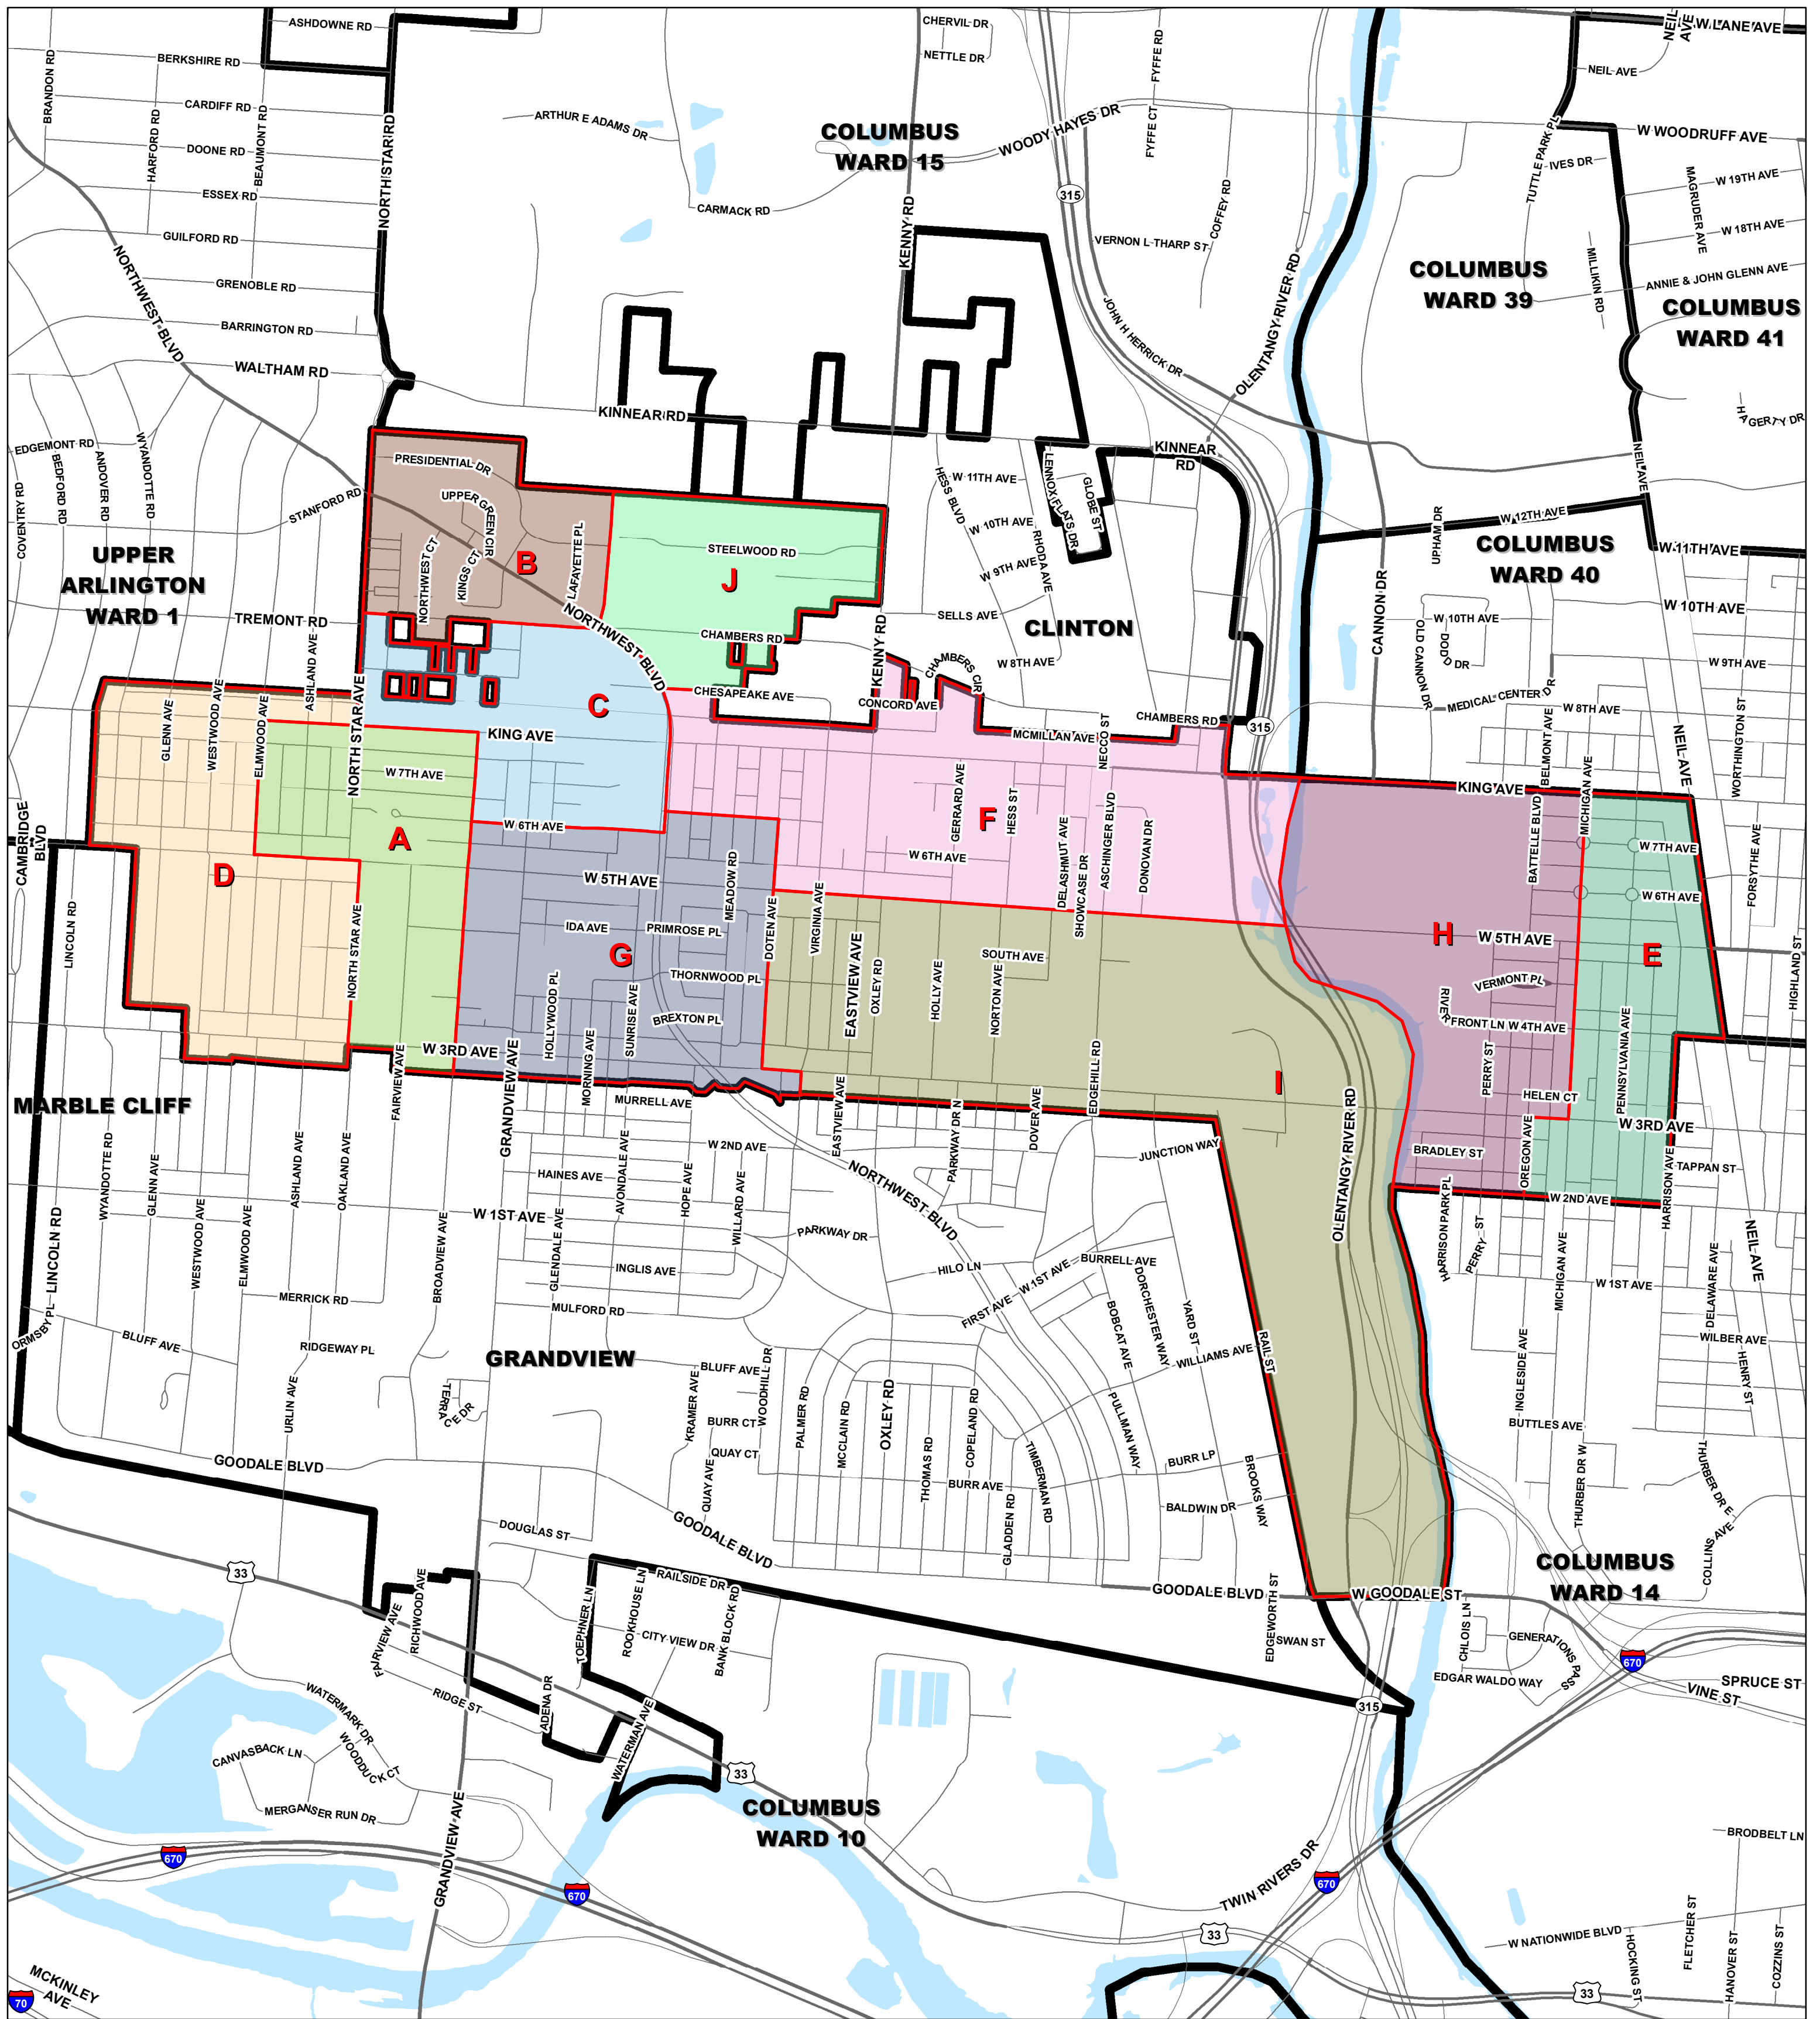 ASHDOWNE RD
BERKSHIRE RD
BRANDON RD
CARDIFF RD
HARFORD RD
BEAUMONT RD
DOONE RD
ESSEX RD
GUILFORD RD
GRENOBLE RD
BARRINGTON RD
WALTHAM RD
NORTH STAR RD
NORTHWEST BLVD
ARTHUR E ADAMS DR
CARMACK RD
CHERVIL DR
NETTLE DR
COLUMBUS
WARD 15
WOODY HAYES DR
FYFFE RD
FYFFE CT
315
KENNY RD
VERNON L THARP ST
COFFEY RD
JOHN H HERRICK DR
OLENTANGY RIVER RD
NEIL
AVE
W LANE AVE
NEIL AVE
W WOODRUFF AVE
TUTTLE PARK PL
IVES DR
W 19TH AVE
MAGRUDER AVE
W 18TH AVE
MILLIKIN RD
ANNIE & JOHN GLENN AVE
COLUMBUS
WARD 39
COLUMBUS
WARD 41
HAGERTY DR
NEIL AVE
KINNEAR RD
KINNEAR
RD
EDGEMONT RD
COVENTRY RD
BEDFORD RD
ANDOVER RD
WYANDOTTE RD
STANFORD RD
UPPER
ARLINGTON
WARD 1
TREMONT RD
ASHLAND AVE
PRESIDENTIAL DR
UPPER GREEN CIR
NORTHWEST CT
KINGS CT
LAFAYETTE PL
B
NORTHWEST BLVD
STEELWOOD RD
J
CHAMBERS RD
CHESAPEAKE AVE
KENNY RD
HESS BLVD
W 11TH AVE
W 10TH AVE
W 9TH AVE
RHODA AVE
LENNOX FLATS DR
GLOBE ST
SELLS AVE
CLINTON
W 8TH AVE
CHAMBERS CIR
CONCORD AVE
MCMILLAN AVE
NECCO ST
CHAMBERS RD
315
CANNON DR
UPHAM DR
W 12TH AVE
COLUMBUS
WARD 40
W 11TH AVE
W 10TH AVE
W 10TH AVE
OLD CANNON DR
DODD DR
W 9TH AVE
MEDICAL CENTER DR
W 8TH AVE
BELMONT AVE
MICHIGAN AVE
NEIL AVE
WORTHINGTON ST
KING AVE
BATTELLE BLVD
W 7TH AVE
W 6TH AVE
FORSYTHE AVE
HIGHLAND ST
GLENN AVE
WESTWOOD AVE
ELMWOOD AVE
NORTH STAR AVE
C
KING AVE
W 7TH AVE
A
W 6TH AVE
D
CAMBRIDGE
BLVD
LINCOLN RD
NORTH STAR AVE
W 5TH AVE
MEADOW RD
IDA AVE
PRIMROSE PL
G
THORNWOOD PL
DOTEN AVE
HOLLYWOOD PL
MORNING AVE
SUNRISE AVE
BREXTON PL
W 3RD AVE
GRANDVIEW AVE
FAIRVIEW AVE
F
GERRARD AVE
HESS ST
W 6TH AVE
DELASHMUT AVE
SHOWCASE DR
ASCHINGER BLVD
DONOVAN DR
VIRGINIA AVE
EASTVIEW AVE
OXLEY RD
HOLLY AVE
NORTON AVE
SOUTH AVE
EDGEHILL RD
I
OLENTANGY RIVER RD
H
W 5TH AVE
E
VERMONT PL
RIVER
FRONT LN
W 4TH AVE
PERRY ST
PENNSYLVANIA AVE
HELEN CT
W 3RD AVE
OREGON AVE
BRADLEY ST
TAPPAN ST
HARRISON AVE
W 2ND AVE
HARRISON PARK PL
PERRY ST
MICHIGAN AVE
W 1ST AVE
DELAWARE AVE
NEIL AVE
WILBER AVE
HENRY ST
INGLESIDE AVE
BUTTLES AVE
THURBER DR W
THURBER DR E
COLLINS AVE
COLUMBUS
WARD 14
MARBLE CLIFF
WYANDOTTE RD
GLENN AVE
WESTWOOD AVE
ELMWOOD AVE
ASHLAND AVE
OAKLAND AVE
BROADVIEW AVE
LINCOLN RD
ORMSBY PL
MERRICK RD
BLUFF AVE
RIDGEWAY PL
URLIN AVE
TERRACE DR
GOODALE BLVD
MURRELL AVE
W 2ND AVE
HAINES AVE
AVONDALE AVE
HOPE AVE
WILLARD AVE
W 1ST AVE
GLENDALE AVE
INGLIS AVE
MULFORD RD
GRANDVIEW
EASTVIEW AVE
PARKWAY DR N
DOVER AVE
JUNCTION WAY
NORTHWEST BLVD
PARKWAY DR
HILO LN
W 1ST AVE
FIRST AVE
BURRELL AVE
BOBCAT AVE
DORCHESTER WAY
YARD ST
WILLIAMS AVE
RAIL ST
BLUFF AVE
WOODHILL DR
KRAMER AVE
BURR CT
QUAY CT
QUAY AVE
PALMER RD
MCCLAIN RD
OXLEY RD
THOMAS RD
COPELAND RD
PULLMAN WAY
TIMBERMAN RD
GLADDEN RD
BURR AVE
BURR LP
BALDWIN DR
BROOKS WAY
GOODALE BLVD
GOODALE BLVD
W GOODALE ST
EDGEWORTH ST
SWAN ST
CHLOIS LN
GENERATIONS PASS
EDGAR WALDO WAY
670
SPRUCE ST
VINE ST
315
33
DOUGLAS ST
RAILSIDE DR
TOEPHNER LN
ROOKHOUSE LN
CITY VIEW DR
BANK BLOCK RD
FAIRVIEW AVE
RICHWOOD AVE
RIDGE ST
ADENA DR
WATERMAN AVE
33
WATERMARK DR
CANVASBACK LN
WOODDUCK CT
MERGANSER RUN DR
COLUMBUS
WARD 10
GRANDVIEW AVE
670
670
670
TWIN RIVERS DR
33
BRODBELT LN
W NATIONWIDE BLVD
HOCKING ST
FLETCHER ST
HANOVER ST
COZZINS ST
33
MCKINLEY
AVE
70